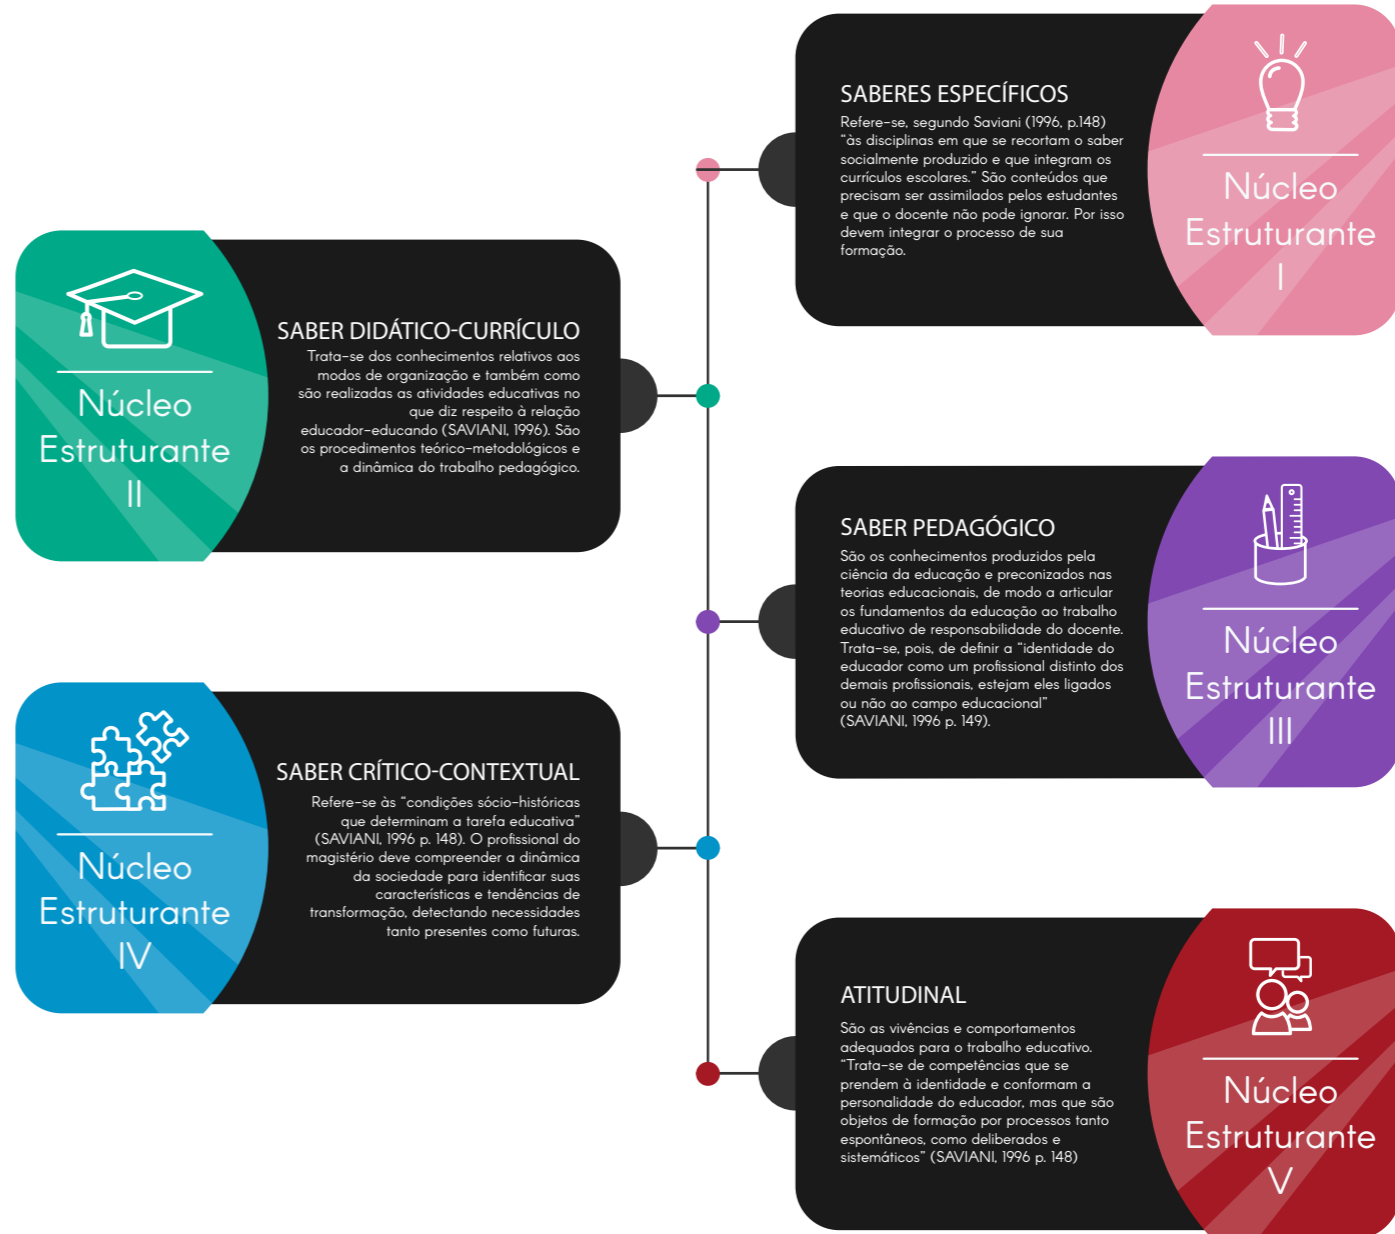 SABERES ESPECÍFICOS
Refere-se, segundo Saviani (1996, p.148)
“às disciplinas em que se recortam o saber
socialmente produzido e que integram os
currículos escolares.” São conteúdos que
precisam ser assimilados pelos estudantes
e que o docente não pode ignorar. Por isso
devem integrar o processo de sua
formação.
Núcleo
Estruturante
I
Núcleo
Estruturante
II
SABER DIDÁTICO-CURRÍCULO
Trata-se dos conhecimentos relativos aos
modos de organização e também como
são realizadas as atividades educativas no
que diz respeito à relação
educador-educando (SAVIANI, 1996). São
os procedimentos teórico-metodológicos e
a dinâmica do trabalho pedagógico.
SABER PEDAGÓGICO
São os conhecimentos produzidos pela
ciência da educação e preconizados nas
teorias educacionais, de modo a articular
os fundamentos da educação ao trabalho
educativo de responsabilidade do docente.
Trata-se, pois, de definir a “identidade do
educador como um profissional distinto dos
demais profissionais, estejam eles ligados
ou não ao campo educacional”
(SAVIANI, 1996 p. 149).
Núcleo
Estruturante
III
Núcleo
Estruturante
IV
SABER CRÍTICO-CONTEXTUAL
Refere-se às “condições sócio-históricas
que determinam a tarefa educativa”
(SAVIANI, 1996 p. 148). O profissional do
magistério deve compreender a dinâmica
da sociedade para identificar suas
características e tendências de
transformação, detectando necessidades
tanto presentes como futuras.
ATITUDINAL
São as vivências e comportamentos
adequados para o trabalho educativo.
“Trata-se de competências que se
prendem à identidade e conformam a
personalidade do educador, mas que são
objetos de formação por processos tanto
espontâneos, como deliberados e
sistemáticos” (SAVIANI, 1996 p. 148)
Núcleo
Estruturante
V